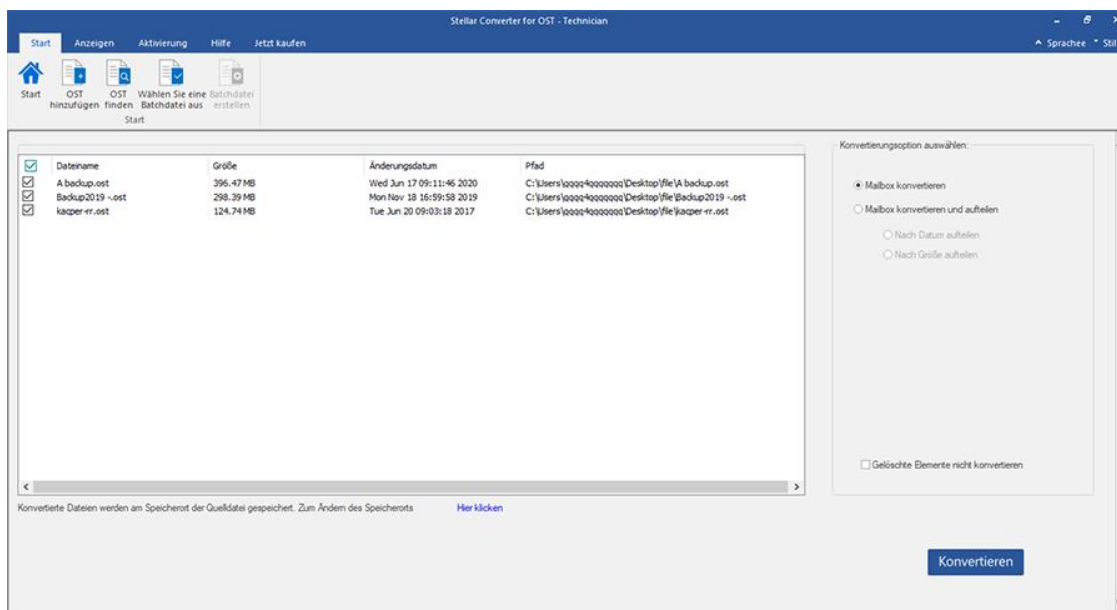 Stellar Converter for OST - Technician
Start Anzeigen Aktivierung Hilfe Jetzt kaufen
Sprachee Stil
Start OST hinzufügen OST finden Wählen Sie eine Batchdatei aus Batchdatei erstellen
Start
Dateiname Größe Änderungsdatum Pfad
A backup.ost 396.47 MB Wed Jun 17 09:11:46 2020 C:\Users\qqqq4qqqqqqq\Desktop\file\A backup.ost
Backup2019 -.ost 298.39 MB Mon Nov 18 16:59:58 2019 C:\Users\qqqq4qqqqqqq\Desktop\file\Backup2019 -.ost
kacper-rr.ost 124.74 MB Tue Jun 20 09:03:18 2017 C:\Users\qqqq4qqqqqqq\Desktop\file\kacper-rr.ost
Konvertierungsoption auswählen:
Mailbox konvertieren
Mailbox konvertieren und aufteilen
Nach Datum aufteilen
Nach Größe aufteilen
Gelöschte Elemente nicht konvertieren
Konvertierte Dateien werden am Speicherort der Quelldatei gespeichert. Zum Ändern des Speicherorts Hier klicken
Konvertieren